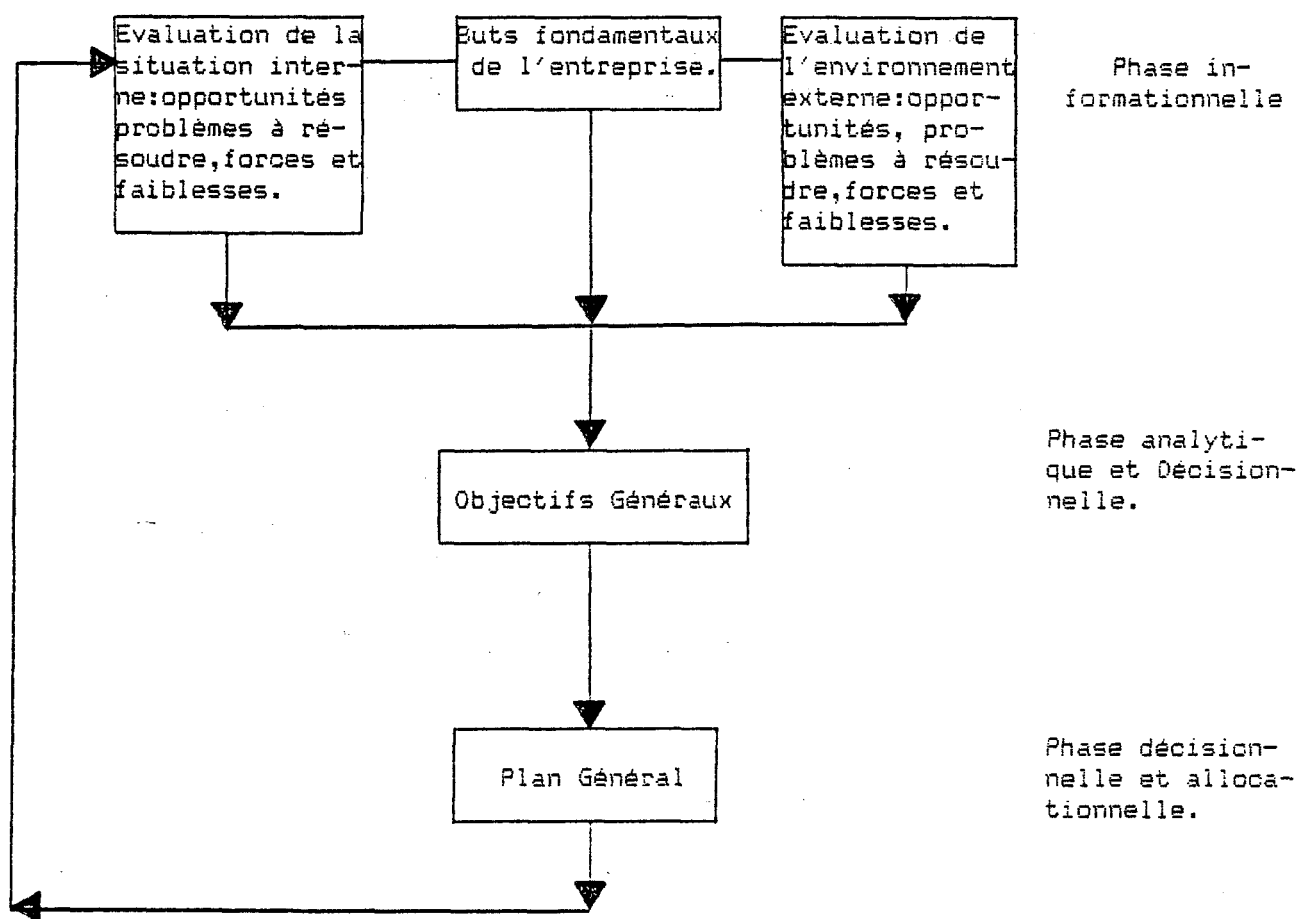 Evaluation de la
situation inter-
ne:opportunités
problèmes à ré-
soudre,forces et
faiblesses.
Buts fondamentaux
de l'entreprise.
Evaluation de
l'environnement
externe:oppor-
tunités, pro-
blèmes à résou-
dre,forces et
faiblesses.
Phase in-
formationnelle
Phase analyti-
que et Décision-
nelle.
Objectifs Généraux
Plan Général
Phase décision-
nelle et alloca-
tionnelle.